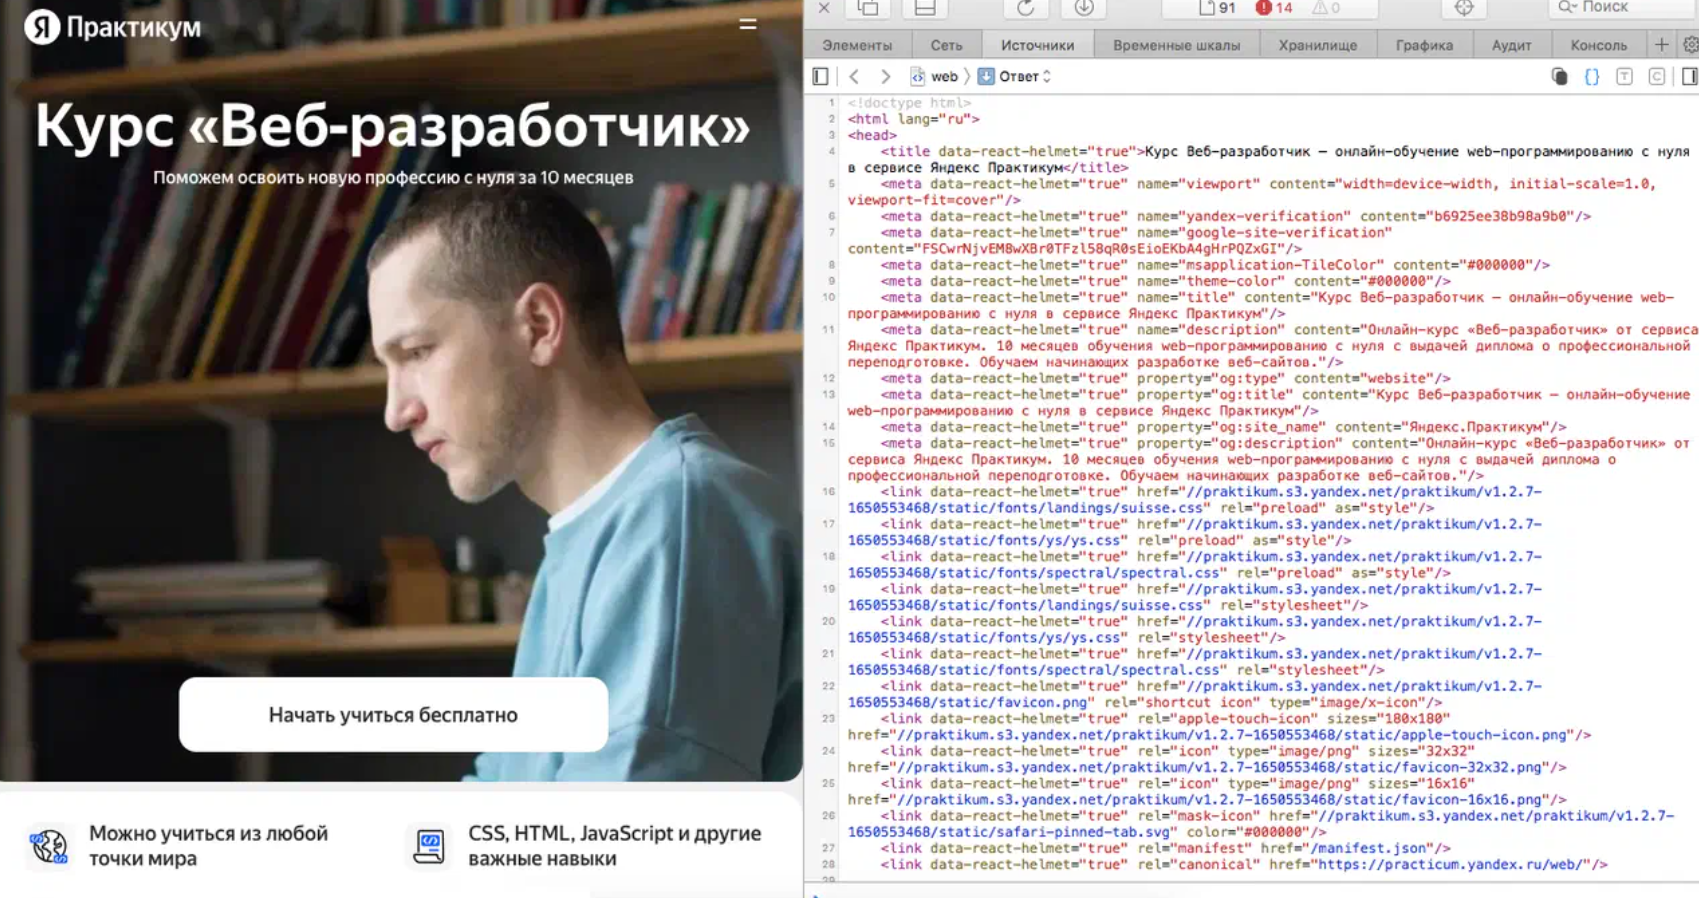 Я Практикум
Курс «Веб-разработчик»
Поможем освоить новую профессию с нуля за 10 месяцев
Начать учиться бесплатно
Можно учиться из любой
точки мира
CSS, HTML, JavaScript и другие
важные навыки
91 14 0 Поиск
Элементы Сеть Источники Временные шкалы Хранилище Графика Аудит Консоль
web Ответ
1 <!doctype html>
2 <html lang="ru">
3 <head>
4 <title data-react-helmet="true">Курс Веб-разработчик — онлайн-обучение web-программированию с нуля
в сервисе Яндекс Практикум</title>
5 <meta data-react-helmet="true" name="viewport" content="width=device-width, initial-scale=1.0,
viewport-fit=cover"/>
6 <meta data-react-helmet="true" name="yandex-verification" content="b6925ee38b98a9b0"/>
7 <meta data-react-helmet="true" name="google-site-verification"
content="FSCwrNjvEM8wXBr0TFzl58qR0sEioEKbA4gHrPQZxGI"/>
8 <meta data-react-helmet="true" name="msapplication-TileColor" content="#000000"/>
9 <meta data-react-helmet="true" name="theme-color" content="#000000"/>
10 <meta data-react-helmet="true" name="title" content="Курс Веб-разработчик — онлайн-обучение web-
программированию с нуля в сервисе Яндекс Практикум"/>
11 <meta data-react-helmet="true" name="description" content="Онлайн-курс «Веб-разработчик» от сервиса
Яндекс Практикум. 10 месяцев обучения web-программированию с нуля с выдачей диплома о профессиональной
переподготовке. Обучаем начинающих разработке веб-сайтов."/>
12 <meta data-react-helmet="true" property="og:type" content="website"/>
13 <meta data-react-helmet="true" property="og:title" content="Курс Веб-разработчик — онлайн-обучение
web-программированию с нуля в сервисе Яндекс Практикум"/>
14 <meta data-react-helmet="true" property="og:site_name" content="Яндекс.Практикум"/>
15 <meta data-react-helmet="true" property="og:description" content="Онлайн-курс «Веб-разработчик» от
сервиса Яндекс Практикум. 10 месяцев обучения web-программированию с нуля с выдачей диплома о
профессиональной переподготовке. Обучаем начинающих разработке веб-сайтов."/>
16 <link data-react-helmet="true" href="//praktikum.s3.yandex.net/praktikum/v1.2.7-
1650553468/static/fonts/landings/suisse.css" rel="preload" as="style"/>
17 <link data-react-helmet="true" href="//praktikum.s3.yandex.net/praktikum/v1.2.7-
1650553468/static/fonts/ys/ys.css" rel="preload" as="style"/>
18 <link data-react-helmet="true" href="//praktikum.s3.yandex.net/praktikum/v1.2.7-
1650553468/static/fonts/spectral/spectral.css" rel="preload" as="style"/>
19 <link data-react-helmet="true" href="//praktikum.s3.yandex.net/praktikum/v1.2.7-
1650553468/static/fonts/landings/suisse.css" rel="stylesheet"/>
20 <link data-react-helmet="true" href="//praktikum.s3.yandex.net/praktikum/v1.2.7-
1650553468/static/fonts/ys/ys.css" rel="stylesheet"/>
21 <link data-react-helmet="true" href="//praktikum.s3.yandex.net/praktikum/v1.2.7-
1650553468/static/fonts/spectral/spectral.css" rel="stylesheet"/>
22 <link data-react-helmet="true" href="//praktikum.s3.yandex.net/praktikum/v1.2.7-
1650553468/static/favicon.png" rel="shortcut icon" type="image/x-icon"/>
23 <link data-react-helmet="true" rel="apple-touch-icon" sizes="180x180"
href="//praktikum.s3.yandex.net/praktikum/v1.2.7-1650553468/static/apple-touch-icon.png"/>
24 <link data-react-helmet="true" rel="icon" type="image/png" sizes="32x32"
href="//praktikum.s3.yandex.net/praktikum/v1.2.7-1650553468/static/favicon-32x32.png"/>
25 <link data-react-helmet="true" rel="icon" type="image/png" sizes="16x16"
href="//praktikum.s3.yandex.net/praktikum/v1.2.7-1650553468/static/favicon-16x16.png"/>
26 <link data-react-helmet="true" rel="mask-icon" href="//praktikum.s3.yandex.net/praktikum/v1.2.7-
1650553468/static/safari-pinned-tab.svg" color="#000000"/>
27 <link data-react-helmet="true" rel="manifest" href="/manifest.json"/>
28 <link data-react-helmet="true" rel="canonical" href="https://practicum.yandex.ru/web/"/>
29